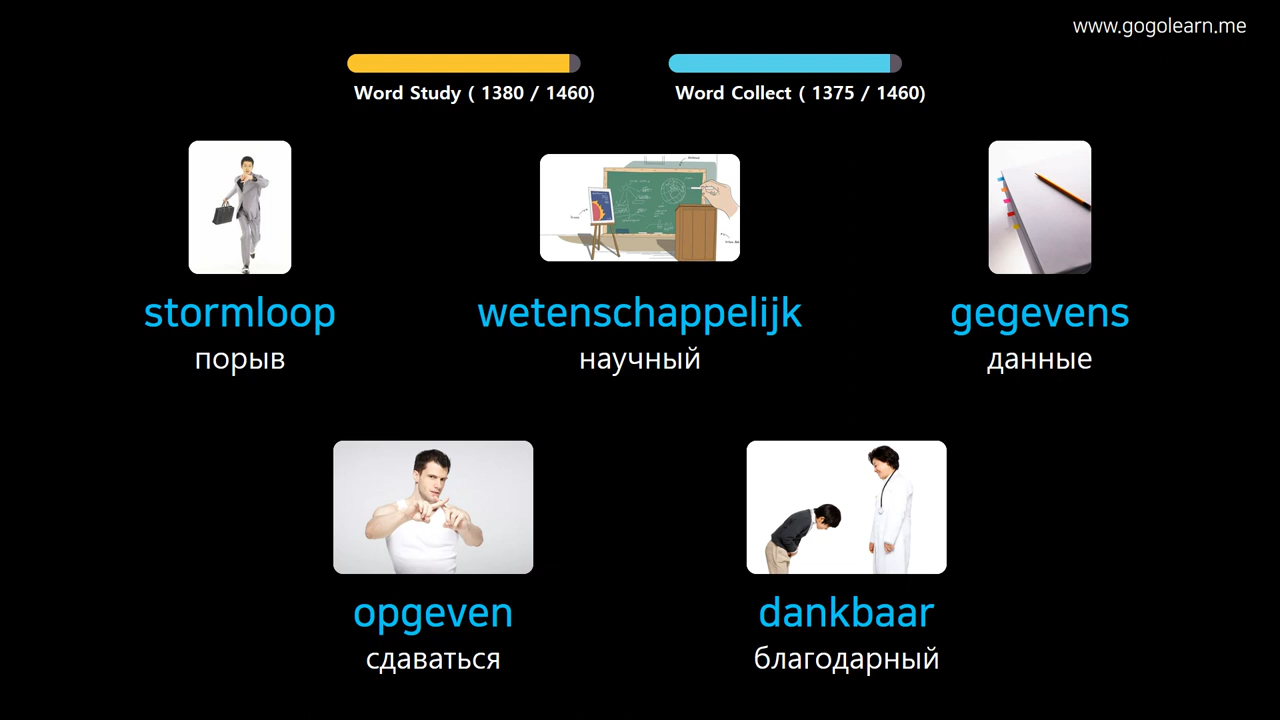 www.gogolearn.me
Word Study ( 1380 / 1460)
Word Collect ( 1375 / 1460)
stormloop
wetenschappelijk
gegevens
порыв
научный
данные
opgeven
dankbaar
сдаваться
благодарный